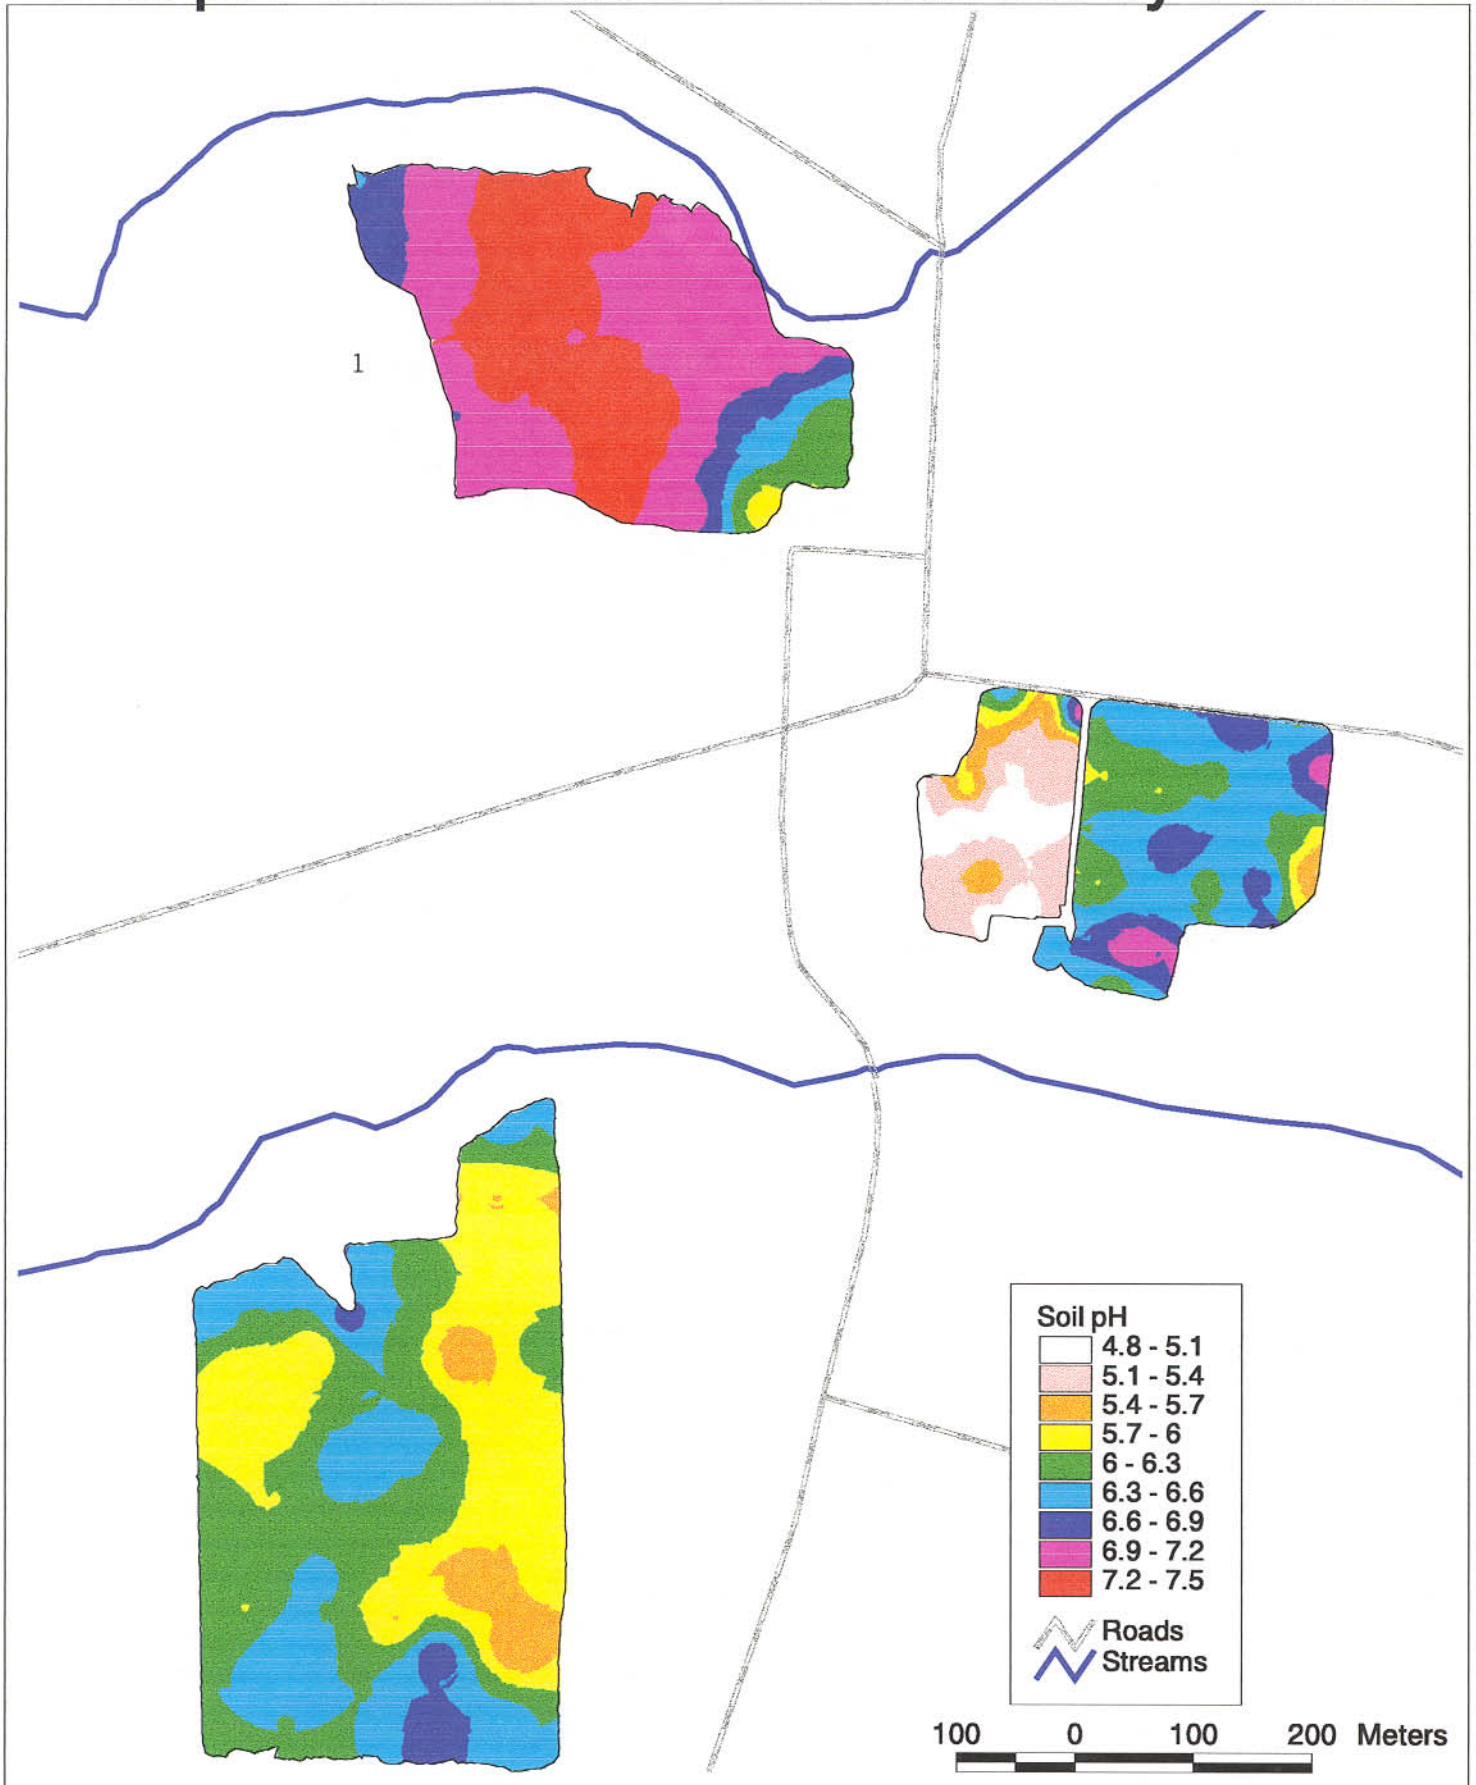 1
Soil pH
4.8 - 5.1
5.1 - 5.4
5.4 - 5.7
5.7 - 6
6 - 6.3
6.3 - 6.6
6.6 - 6.9
6.9 - 7.2
7.2 - 7.5
Roads
Streams
100 0 100 200 Meters